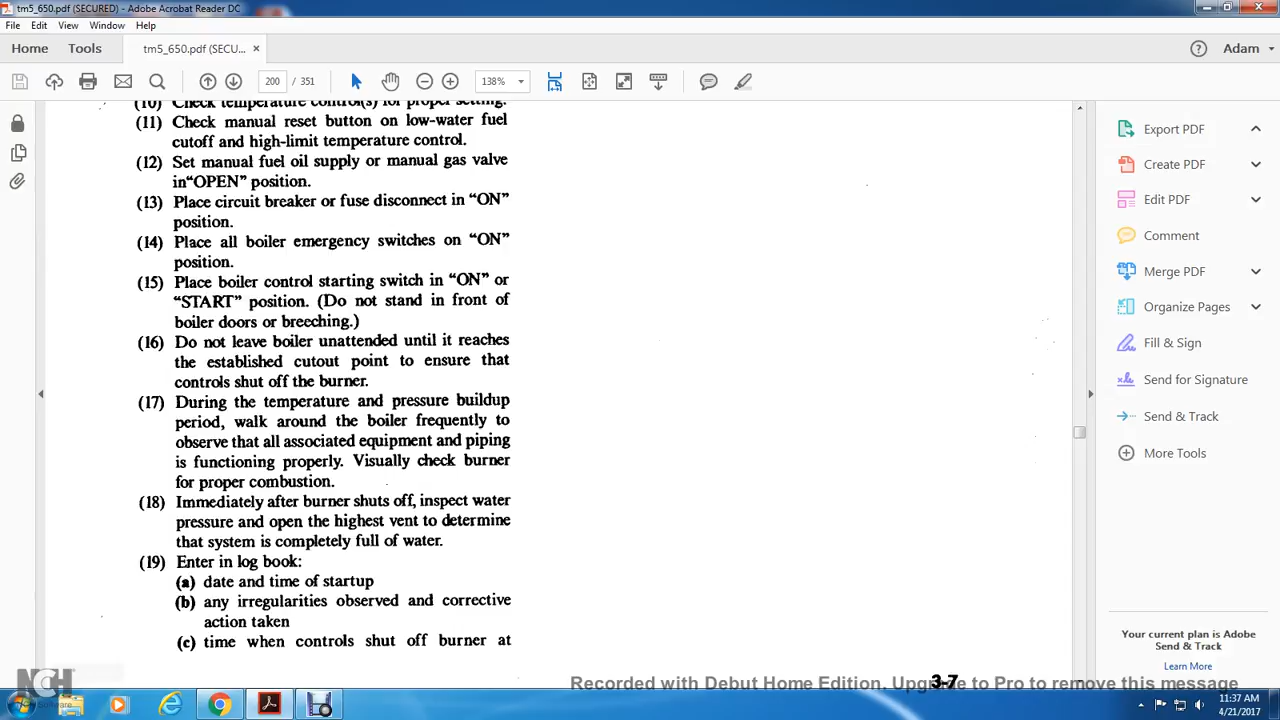 tm5_650.pdf (SECURED) - Adobe Acrobat Reader DC
File Edit View Window Help
Home Tools tm5_650.pdf (SECU... × Adam
200 / 351 138%
(10) Check temperature control(s) for proper setting.
(11) Check manual reset button on low-water fuel
cutoff and high-limit temperature control.
(12) Set manual fuel oil supply or manual gas valve
in“OPEN” position.
(13) Place circuit breaker or fuse disconnect in “ON”
position.
(14) Place all boiler emergency switches on “ON”
position.
(15) Place boiler control starting switch in “ON” or
“START” position. (Do not stand in front of
boiler doors or breeching.)
(16) Do not leave boiler unattended until it reaches
the established cutout point to ensure that
controls shut off the burner.
(17) During the temperature and pressure buildup
period, walk around the boiler frequently to
observe that all associated equipment and piping
is functioning properly. Visually check burner
for proper combustion.
(18) Immediately after burner shuts off, inspect water
pressure and open the highest vent to determine
that system is completely full of water.
(19) Enter in log book:
(a) date and time of startup
(b) any irregularities observed and corrective
action taken
(c) time when controls shut off burner at
3-7
Export PDF
Create PDF
Edit PDF
Comment
Merge PDF
Organize Pages
Fill & Sign
Send for Signature
Send & Track
More Tools
Your current plan is Adobe
Send & Track
Learn More
NCH
Software
Recorded with Debut Home Edition. Upgrade to Pro to remove this message
11:37 AM
4/21/2017